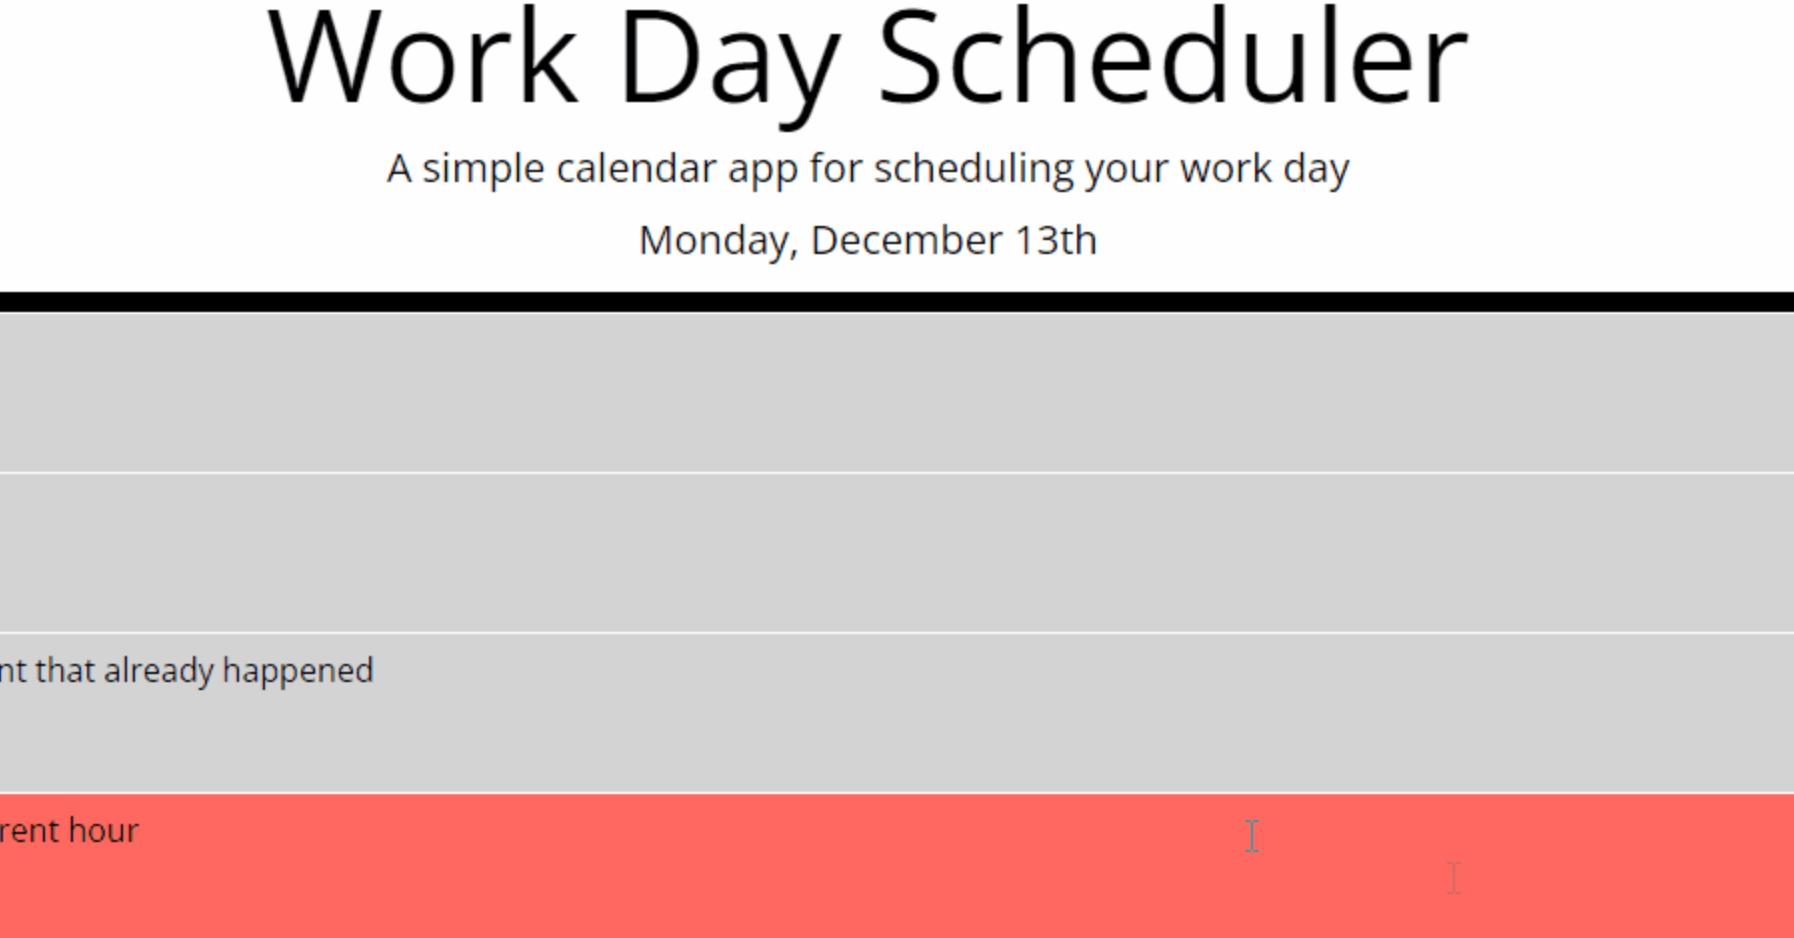 Work Day Scheduler
A simple calendar app for scheduling your work day
Monday, December 13th
nt that already happened
rent hour